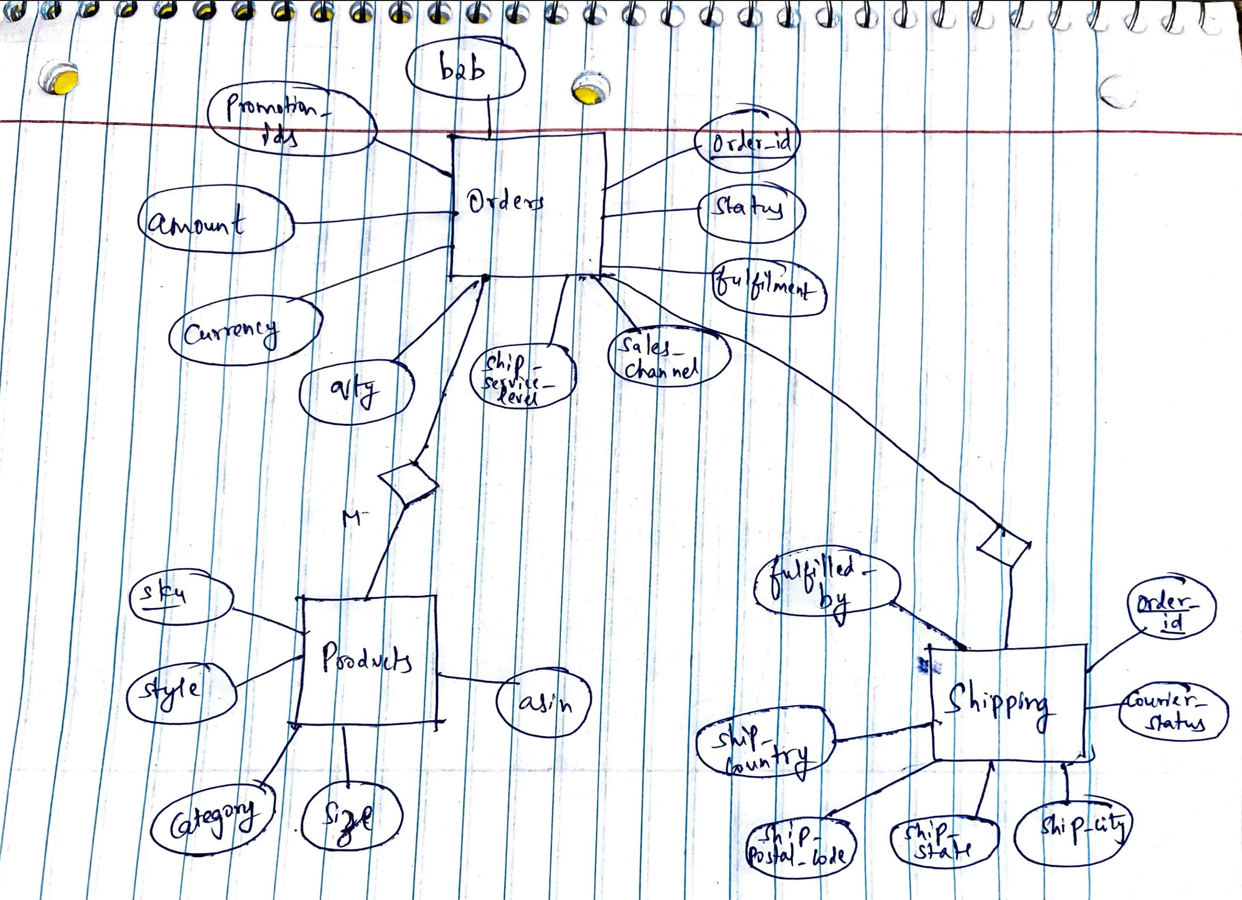 b2b
Promotion_
ids
order_id
Orders
status
amount
fulfilment
Currency
sales_
channel
ship_
service_
level
qty
M
fulfilled_
by
sku
order_
id
Products
style
asin
Shipping
courier_
status
ship_
country
Category
size
ship_
postal_code
ship_
state
ship_city